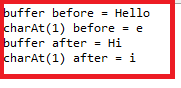 buffer before = Hello
charAt(1) before = e
buffer after = Hi
charAt(1) after = i